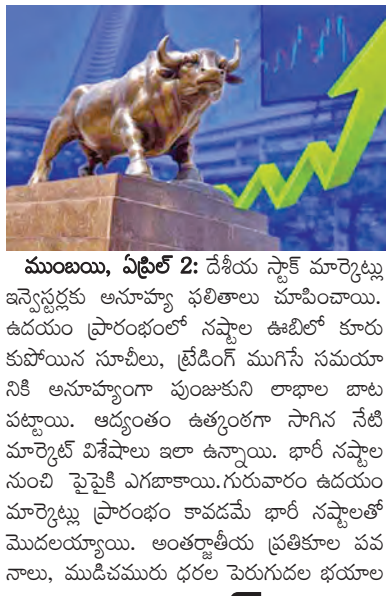 ముంబయి, ఏప్రిల్ 2: దేశీయ స్టాక్ మార్కెట్లు
ఇన్వెస్టర్లకు అనూహ్య ఫలితాలు చూపించాయి.
ఉదయం ప్రారంభంలో నష్టాల ఊబిలో కూరు
కుపోయిన సూచీలు, ట్రేడింగ్ ముగిసే సమయా
నికి అనూహ్యంగా పుంజుకుని లాభాల బాట
పట్టాయి. ఆద్యంతం ఉత్కంఠగా సాగిన నేటి
మార్కెట్ విశేషాలు ఇలా ఉన్నాయి. భారీ నష్టాల
నుంచి పైపైకి ఎగబాకాయి.గురువారం ఉదయం
మార్కెట్లు ప్రారంభం కావడమే భారీ నష్టాలతో
మొదలయ్యాయి. అంతర్జాతీయ ప్రతికూల పవ
నాలు, ముడిచమురు ధరల పెరుగుదల భయాల